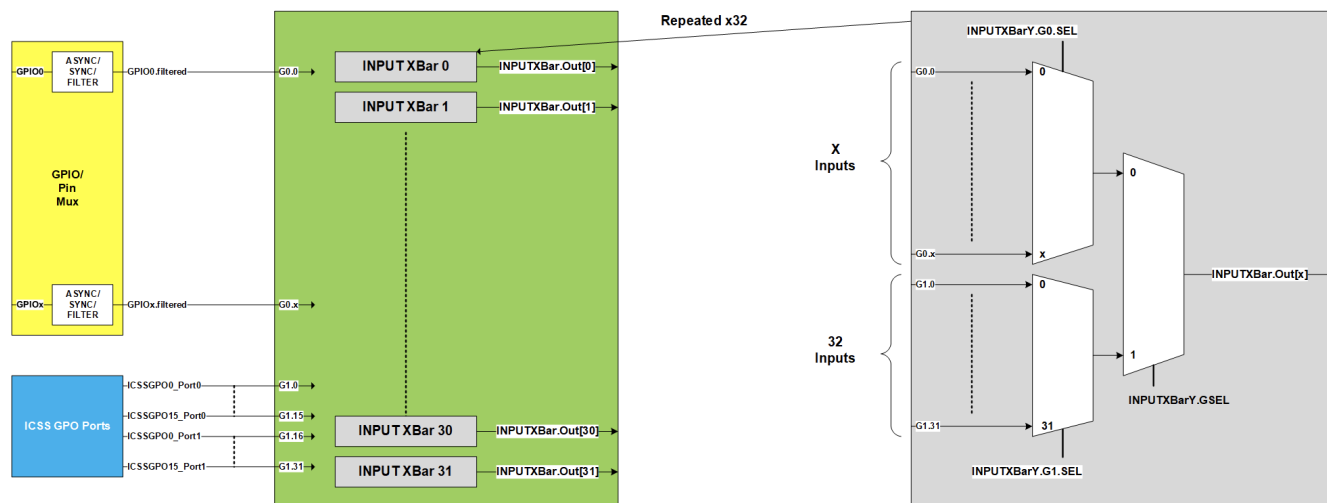 Repeated x32
INPUTXBarY.G0.SEL
GPIO0
ASYNC/
SYNC/
FILTER
GPIO0.filtered
G0.0
INPUT XBar 0
INPUTXBar.Out[0]
INPUT XBar 1
INPUTXBar.Out[1]
GPIO/
Pin
Mux
GPIOx
ASYNC/
SYNC/
FILTER
GPIOx.filtered
G0.x
ICSS GPO Ports
ICSSGPO0_Port0
G1.0
ICSSGPO15_Port0
G1.15
ICSSGPO0_Port1
G1.16
ICSSGPO15_Port1
G1.31
INPUT XBar 30
INPUTXBar.Out[30]
INPUT XBar 31
INPUTXBar.Out[31]
X
Inputs
G0.0
0
G0.x
x
32
Inputs
G1.0
0
G1.31
31
INPUTXBarY.G1.SEL
0
1
INPUTXBarY.GSEL
INPUTXBar.Out[x]